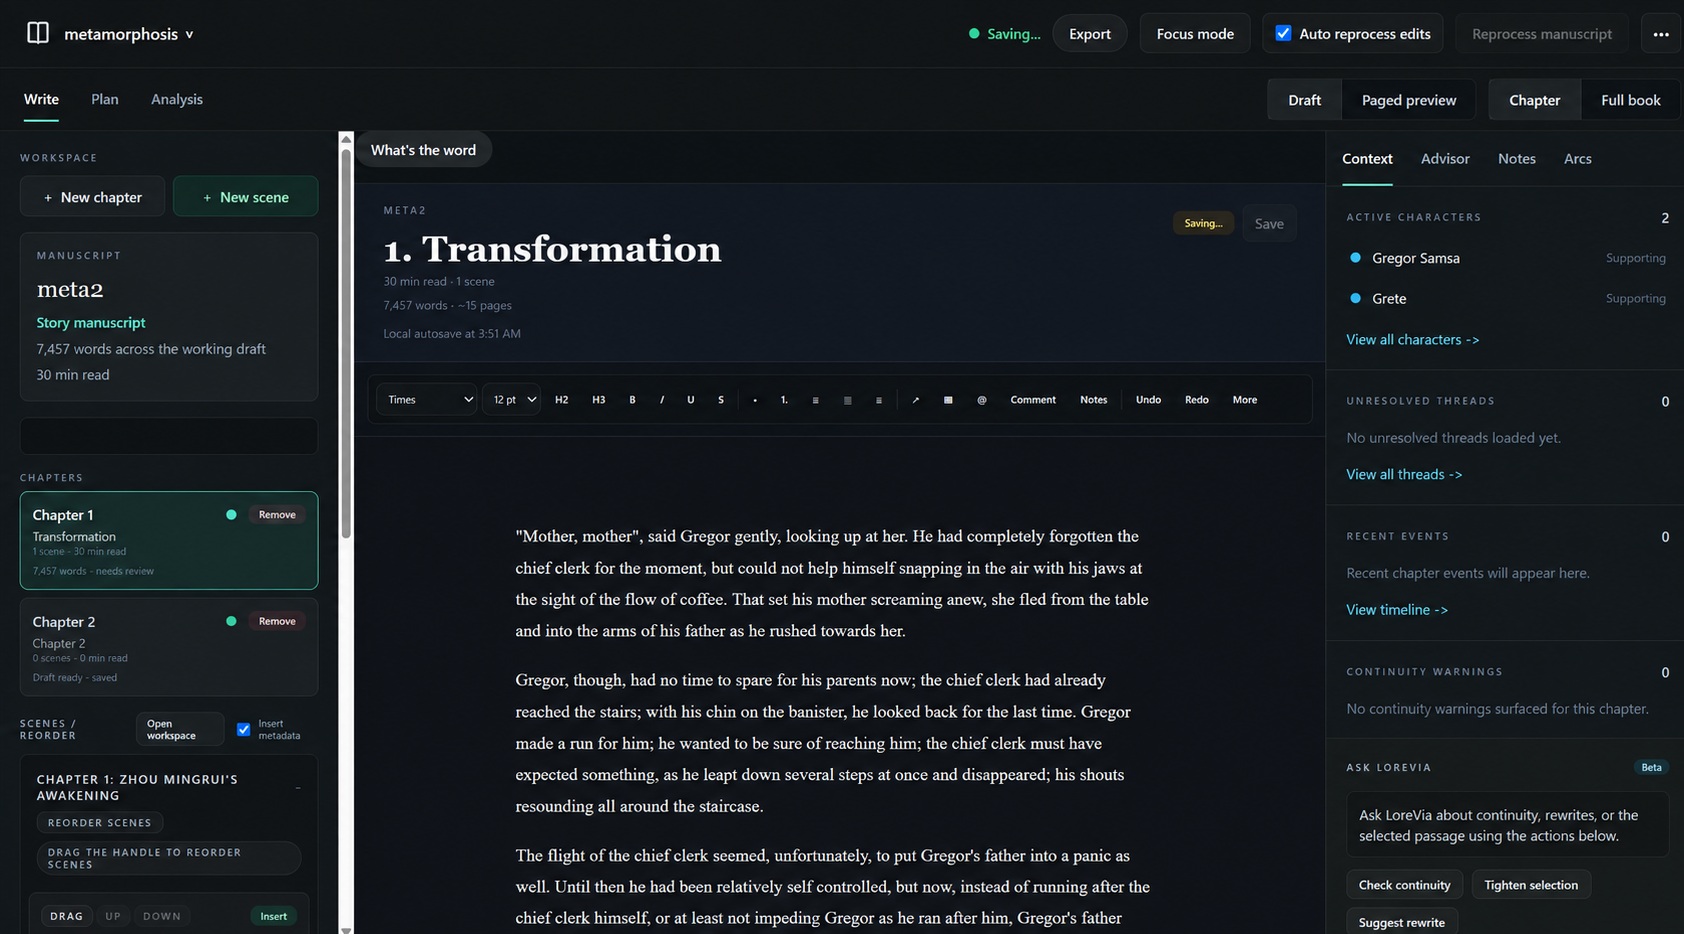 metamorphosis v
Saving...
Export
Focus mode
Auto reprocess edits
Reprocess manuscript
...
Write
Plan
Analysis
Draft
Paged preview
Chapter
Full book
WORKSPACE
+ New chapter
+ New scene
MANUSCRIPT
meta2
Story manuscript
7,457 words across the working draft
30 min read
CHAPTERS
Chapter 1
Remove
Transformation
1 scene - 30 min read
7,457 words - needs review
Chapter 2
Remove
Chapter 2
0 scenes - 0 min read
Draft ready - saved
SCENES /
REORDER
Open
workspace
Insert
metadata
CHAPTER 1: ZHOU MINGRUI'S
AWAKENING
REORDER SCENES
DRAG THE HANDLE TO REORDER
SCENES
DRAG
UP
DOWN
Insert
What's the word
META2
1. Transformation
30 min read · 1 scene
7,457 words · ~15 pages
Local autosave at 3:51 AM
Saving...
Save
Times
12 pt
H2
H3
B
I
U
S
•
1.
@
Comment
Notes
Undo
Redo
More
"Mother, mother", said Gregor gently, looking up at her. He had completely forgotten the
chief clerk for the moment, but could not help himself snapping in the air with his jaws at
the sight of the flow of coffee. That set his mother screaming anew, she fled from the table
and into the arms of his father as he rushed towards her.
Gregor, though, had no time to spare for his parents now; the chief clerk had already
reached the stairs; with his chin on the banister, he looked back for the last time. Gregor
made a run for him; he wanted to be sure of reaching him; the chief clerk must have
expected something, as he leapt down several steps at once and disappeared; his shouts
resounding all around the staircase.
The flight of the chief clerk seemed, unfortunately, to put Gregor's father into a panic as
well. Until then he had been relatively self controlled, but now, instead of running after the
chief clerk himself, or at least not impeding Gregor as he ran after him, Gregor's father
Context
Advisor
Notes
Arcs
ACTIVE CHARACTERS
2
Gregor Samsa
Supporting
Grete
Supporting
View all characters ->
UNRESOLVED THREADS
0
No unresolved threads loaded yet.
View all threads ->
RECENT EVENTS
0
Recent chapter events will appear here.
View timeline ->
CONTINUITY WARNINGS
0
No continuity warnings surfaced for this chapter.
ASK LOREVIA
Beta
Ask LoreVia about continuity, rewrites, or the
selected passage using the actions below.
Check continuity
Tighten selection
Suggest rewrite